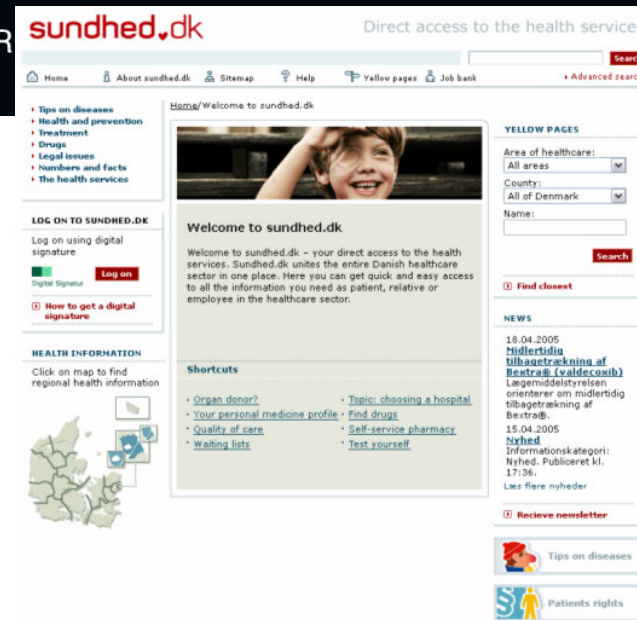 R
sundhed.dk
Direct access to the health service
Search
Home
About sundhed.dk
Sitemap
Help
Yellow pages
Job bank
Advanced sear
Tips on diseases
Health and prevention
Treatment
Drugs
Legal issues
Numbers and facts
The health services
LOG ON TO SUNDHED.DK
Log on using digital
signature
Digital Signatur
Log on
How to get a digital
signature
HEALTH INFORMATION
Click on map to find
regional health information
Home/Welcome to sundhed.dk
Welcome to sundhed.dk
Welcome to sundhed.dk – your direct access to the health
services. Sundhed.dk unites the entire Danish healthcare
sector in one place. Here you can get quick and easy access
to all the information you need as patient, relative or
employee in the healthcare sector.
Shortcuts
· Organ donor?
· Your personal medicine profile
· Quality of care
· Waiting lists
· Topic: choosing a hospital
· Find drugs
· Self-service pharmacy
· Test yourself
YELLOW PAGES
Area of healthcare:
All areas
County:
All of Denmark
Name:
Search
Find closest
NEWS
18.04.2005
Midlertidig
tilbagetrækning af
Bextra® (valdecoxib)
Lægemiddelstyrelsen
orienterer om midlertidig
tilbagetrækning af
Bextra®.
15.04.2005
Nyhed
Informationskategori:
Nyhed. Publiceret kl.
17:36.
Læs flere nyheder
Recieve newsletter
Tips on diseases
Patients rights